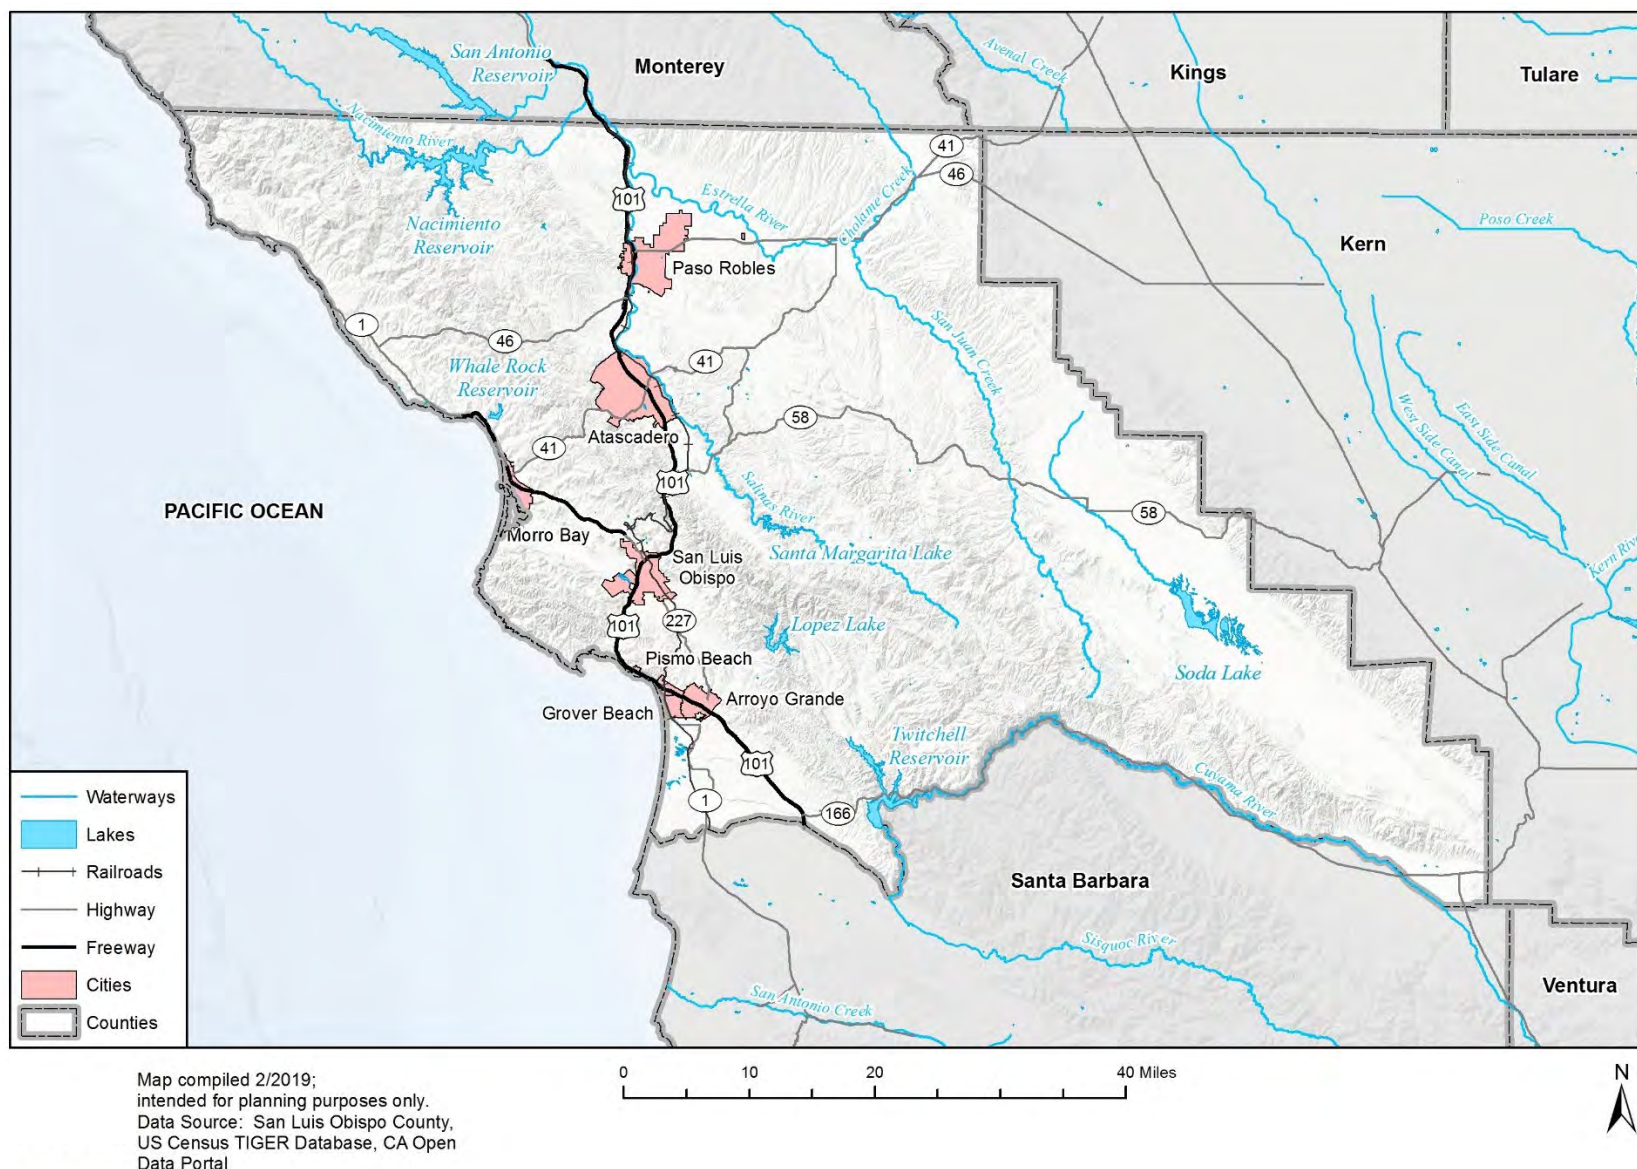 San Antonio
Reservoir
Monterey
Avenal Creek
Kings
Tulare
Nacimiento River
41
46
101
Estrella River
Cholame Creek
Nacimiento
Reservoir
Poso Creek
Kern
Paso Robles
1
46
San Juan Creek
Whale Rock
Reservoir
41
58
West Side Canal
East Side Canal
Atascadero
41
101
Salinas River
58
PACIFIC OCEAN
Morro Bay
Santa Margarita Lake
San Luis
Obispo
Kern River
101
227
Lopez Lake
Pismo Beach
Soda Lake
Arroyo Grande
Grover Beach
Twitchell
Reservoir
101
Cuyama River
1
166
Santa Barbara
Sisquoc River
San Antonio Creek
Ventura
Waterways
Lakes
Railroads
Highway
Freeway
Cities
Counties
0 10 20 40 Miles
N
Map compiled 2/2019;
intended for planning purposes only.
Data Source: San Luis Obispo County,
US Census TIGER Database, CA Open
Data Portal